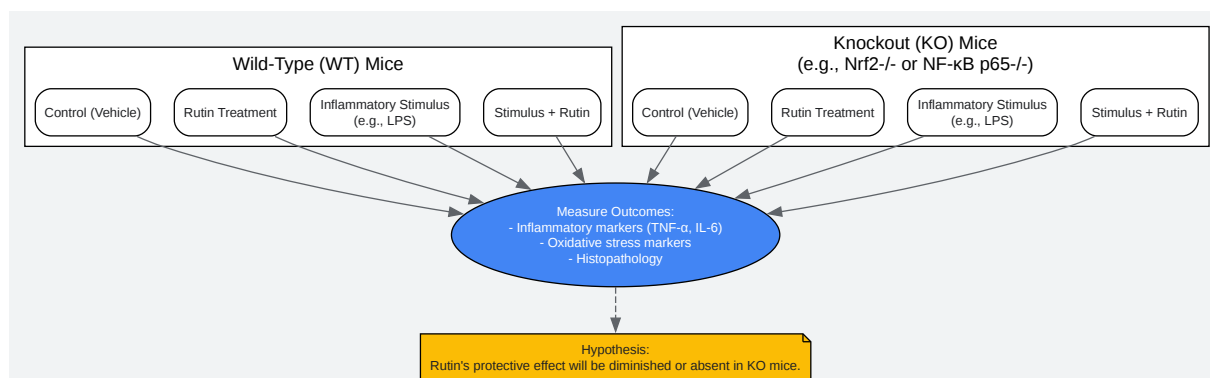 Wild-Type (WT) Mice
Control (Vehicle)
Rutin Treatment
Inflammatory Stimulus
(e.g., LPS)
Stimulus + Rutin
Knockout (KO) Mice
(e.g., Nrf2-/- or NF-κB p65-/-)
Control (Vehicle)
Rutin Treatment
Inflammatory Stimulus
(e.g., LPS)
Stimulus + Rutin
Measure Outcomes:
- Inflammatory markers (TNF-α, IL-6)
- Oxidative stress markers
- Histopathology
Hypothesis:
Rutin's protective effect will be diminished or absent in KO mice.